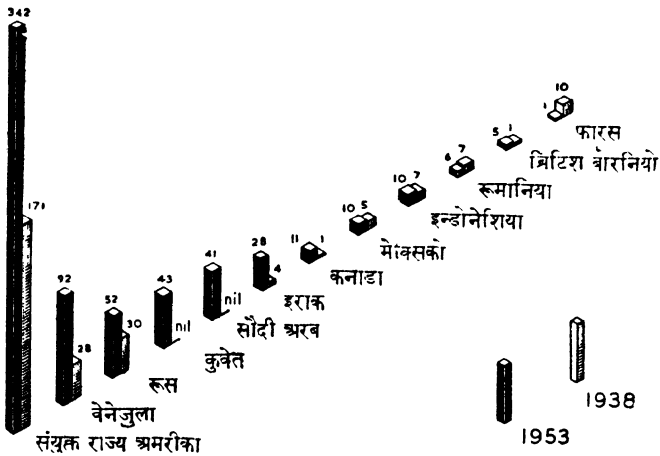 342
171
92
28
संयुक्त राज्य अमरीका
वेनेजुला
52
30
रूस
43
nil
कुवेत
41
nil
सौदी अरब
28
4
इराक
11
1
कनाडा
10
5
मेक्सिको
10
7
इन्डोनेशिया
6
7
रूमानिया
5
1
ब्रिटिश बारनियो
1
10
फारस
1953
1938